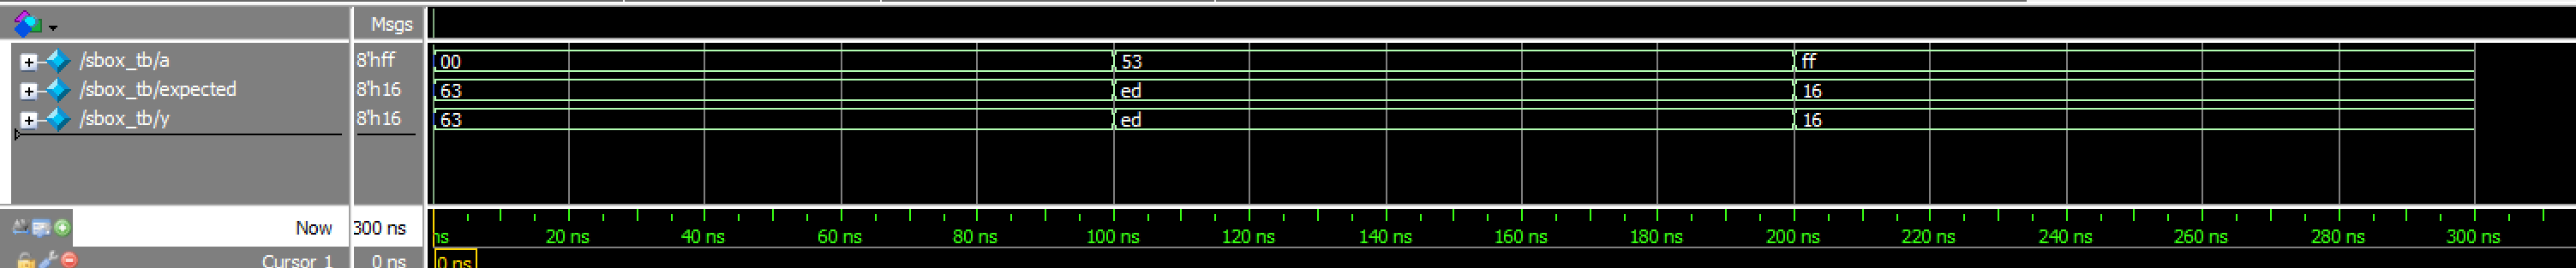 Msgs
/sbox_tb/a 8'hff 00 53 ff
/sbox_tb/expected 8'h16 63 ed 16
/sbox_tb/y 8'h16 63 ed 16
Now 300 ns ns 20 ns 40 ns 60 ns 80 ns 100 ns 120 ns 140 ns 160 ns 180 ns 200 ns 220 ns 240 ns 260 ns 280 ns 300 ns
Cursor 1 0 ns 0 ns